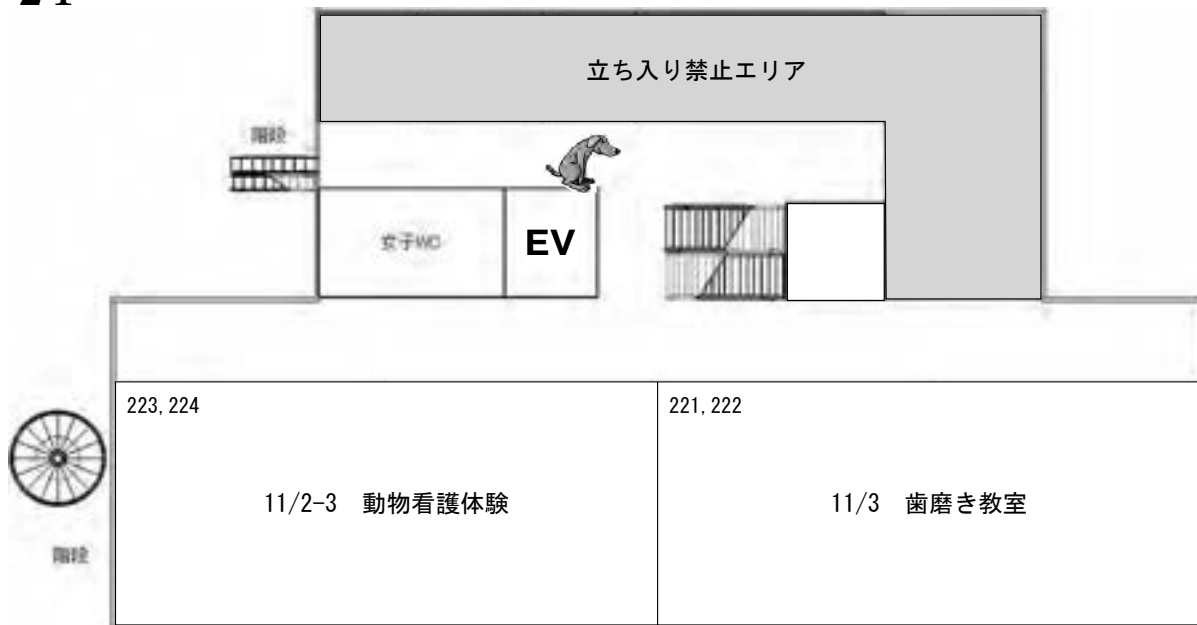 立ち入り禁止エリア
階段
女子WC
EV
223, 224
221, 222
11/2-3 動物看護体験
11/3 歯磨き教室
階段